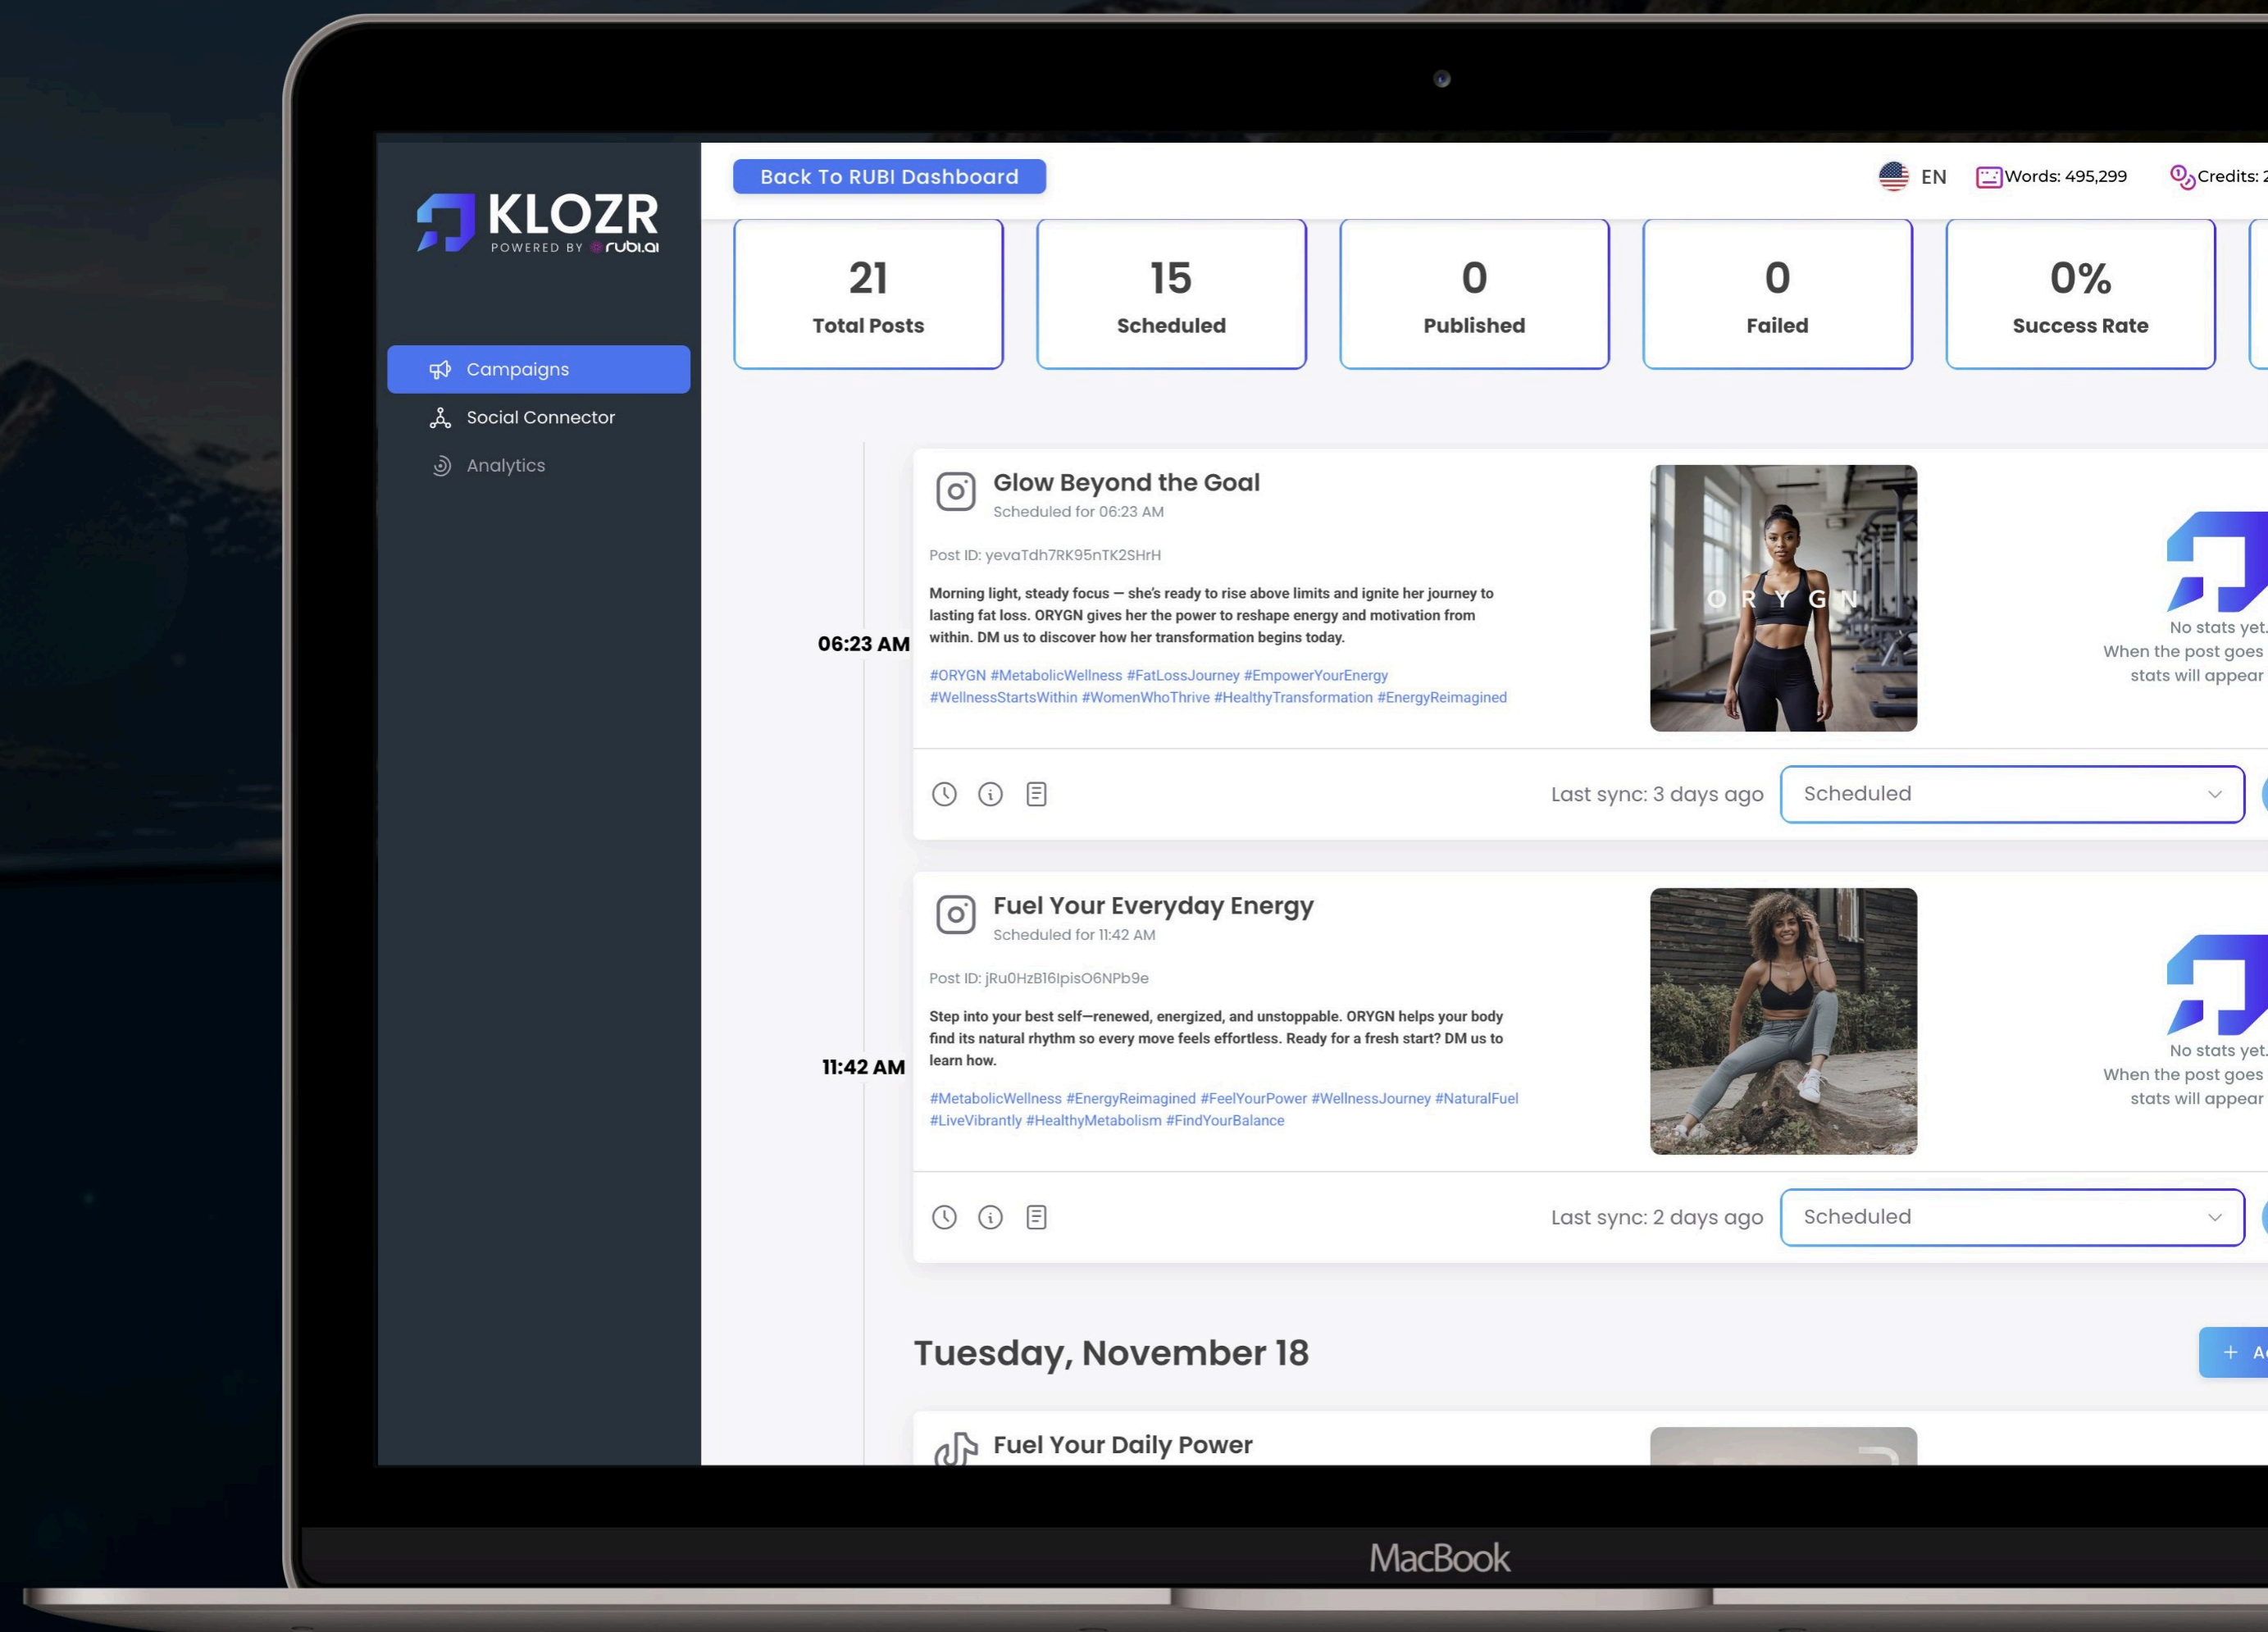 KLOZR
POWERED BY rubi.ai
Campaigns
Social Connector
Analytics
Back To RUBI Dashboard
EN
Words: 495,299
Credits: 2
21
Total Posts
15
Scheduled
0
Published
0
Failed
0%
Success Rate
06:23 AM
Glow Beyond the Goal
Scheduled for 06:23 AM
Post ID: yevaTdh7RK95nTK2SHrH
Morning light, steady focus — she's ready to rise above limits and ignite her journey to
lasting fat loss. ORYGN gives her the power to reshape energy and motivation from
within. DM us to discover how her transformation begins today.
#ORYGN #MetabolicWellness #FatLossJourney #EmpowerYourEnergy
#WellnessStartsWithin #WomenWhoThrive #HealthyTransformation #EnergyReimagined
ORYGN
No stats yet.
When the post goes
stats will appear
Last sync: 3 days ago
Scheduled
11:42 AM
Fuel Your Everyday Energy
Scheduled for 11:42 AM
Post ID: jRu0HzB16IpisO6NPb9e
Step into your best self—renewed, energized, and unstoppable. ORYGN helps your body
find its natural rhythm so every move feels effortless. Ready for a fresh start? DM us to
learn how.
#MetabolicWellness #EnergyReimagined #FeelYourPower #WellnessJourney #NaturalFuel
#LiveVibrantly #HealthyMetabolism #FindYourBalance
No stats yet.
When the post goes
stats will appear
Last sync: 2 days ago
Scheduled
Tuesday, November 18
+
Fuel Your Daily Power
MacBook